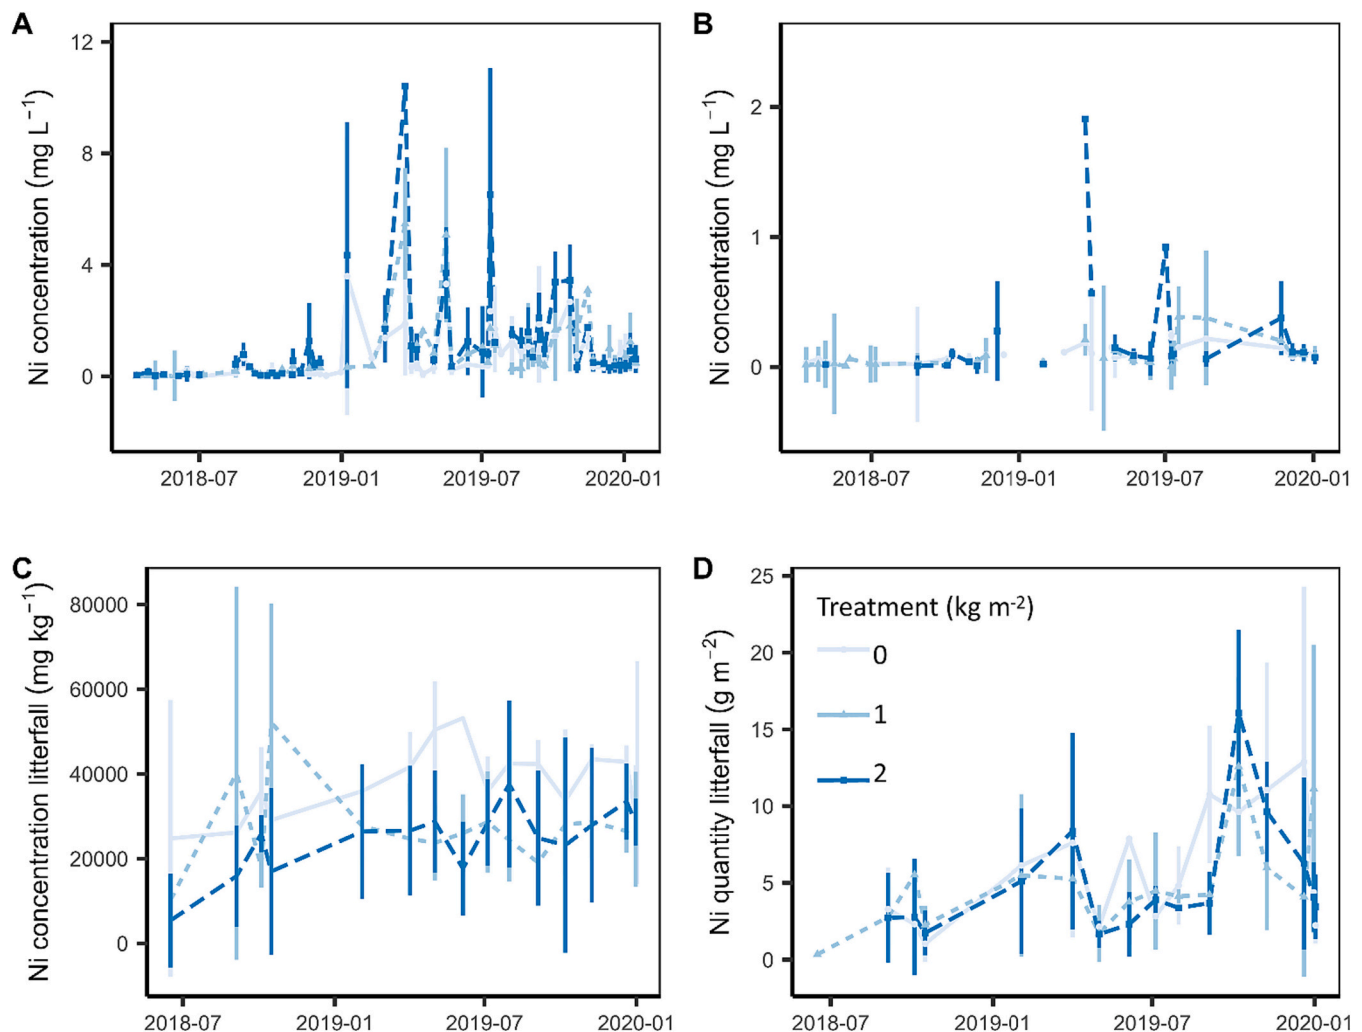 A
Ni concentration (mg L⁻¹)
12
8
4
0
2018-07 2019-01 2019-07 2020-01
B
Ni concentration (mg L⁻¹)
2
1
0
2018-07 2019-01 2019-07 2020-01
C
Ni concentration litterfall (mg kg⁻¹)
80000
60000
40000
20000
0
2018-07 2019-01 2019-07 2020-01
D
Ni quantity litterfall (g m⁻²)
25
20
15
10
5
0
Treatment (kg m⁻²)
0
1
2
2018-07 2019-01 2019-07 2020-01